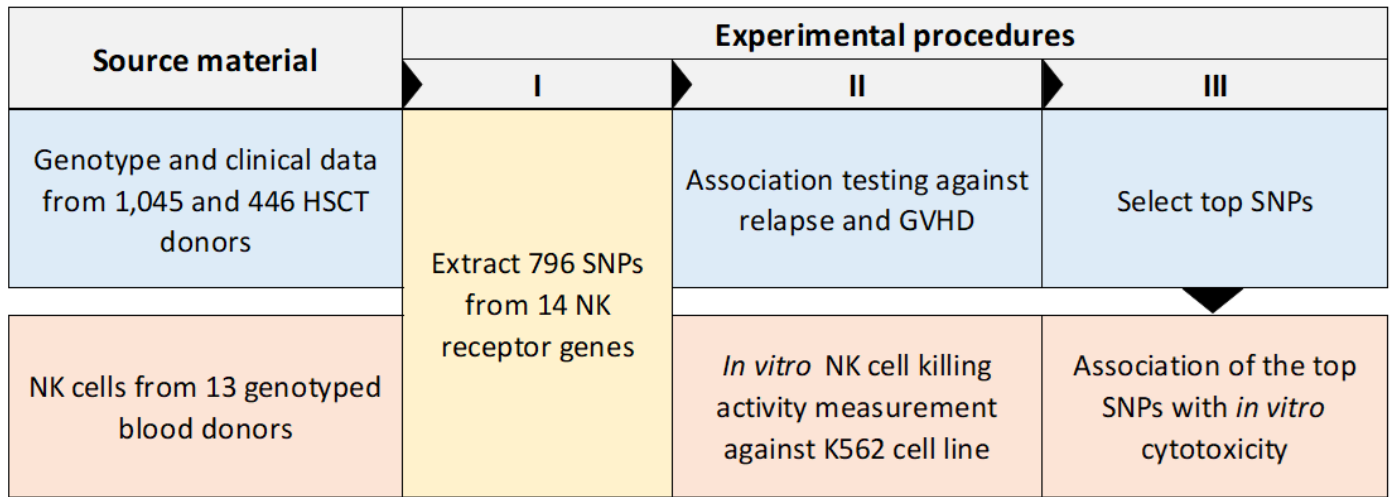 Source material
Experimental procedures
I
II
III
Genotype and clinical data
from 1,045 and 446 HSCT
donors
Extract 796 SNPs
from 14 NK
receptor genes
Association testing against
relapse and GVHD
Select top SNPs
NK cells from 13 genotyped
blood donors
In vitro NK cell killing
activity measurement
against K562 cell line
Association of the top
SNPs with in vitro
cytotoxicity